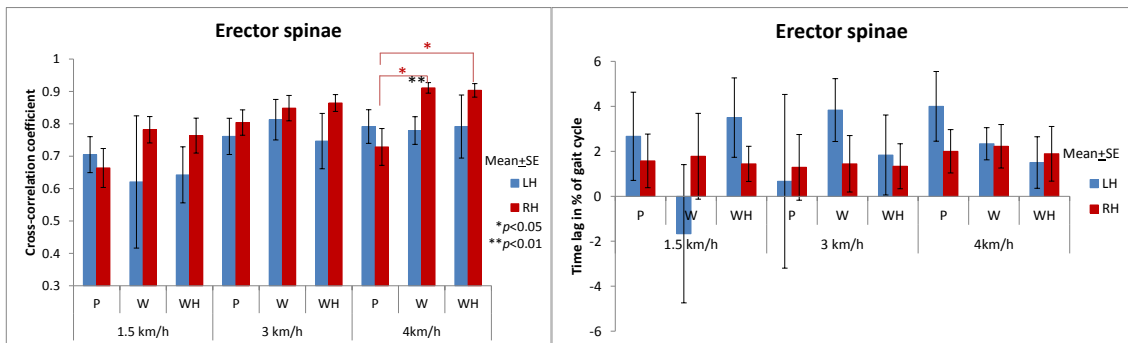 Erector spinae
Cross-correlation coefficient
1
0.9
0.8
0.7
0.6
0.5
0.4
0.3
*
*
**
P W WH P W WH P W WH
1.5 km/h 3 km/h 4km/h
Mean±SE
LH
RH
*p<0.05
**p<0.01
Erector spinae
Time lag in % of gait cycle
6
4
2
0
-2
-4
-6
P W WH P W WH P W WH
1.5 km/h 3 km/h 4km/h
Mean±SE
LH
RH